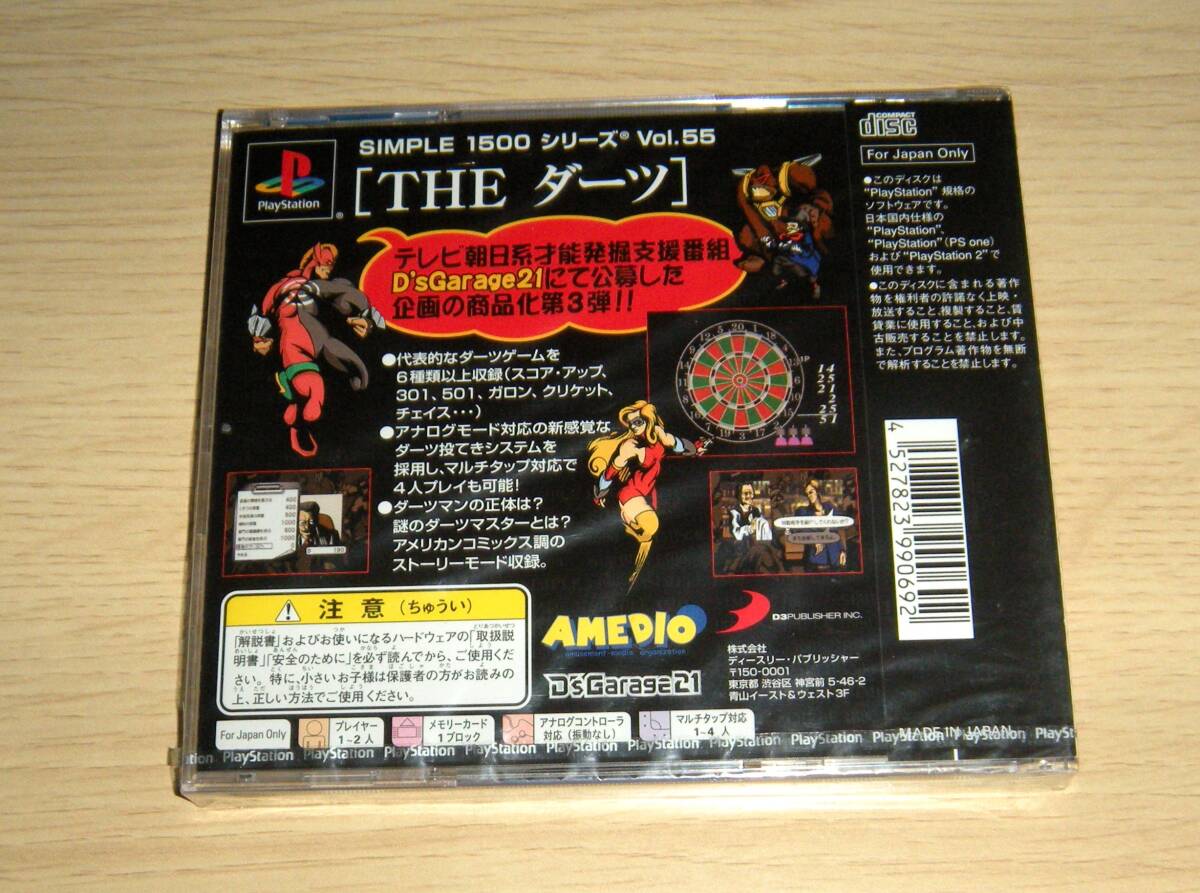 SIMPLE 1500 シリーズ® Vol.55
[THE ダーツ]
PlayStation
®
テレビ朝日系才能発掘支援番組
D'sGarage21にて公募した
企画の商品化第3弾!!
●代表的なダーツゲームを
6種類以上収録(スコア・アップ、
301、501、ガロン、クリケット、
チェイス・・・)
●アナログモード対応の新感覚な
ダーツ投てきシステムを
採用し、マルチタップ対応で
4人プレイも可能!
●ダーツマンの正体は?
謎のダーツマスターとは?
アメリカンコミックス調の
ストーリーモード収録。
14
25
21
2
25
51
COMPACT
disc
For Japan Only
●このディスクは
"PlayStation" 規格の
ソフトウェアです。
日本国内仕様の
"PlayStation"、
"PlayStation"(PS one)
および"PlayStation 2"で
使用できます。
●このディスクに含まれる著作
物を権利者の許諾なく上映・
放送すること、複製すること、賃
貸業に使用すること、および中
古販売することを禁止します。
また、プログラム著作物を無断
で解析することを禁止します。
4 527823 990692
注意(ちゅうい)
「解説書」およびお使いになるハードウェアの「取扱説
明書」「安全のために」を必ず読んでから、ご使用くだ
さい。特に、小さいお子様は保護者の方がお読みの
上、正しい方法でご使用ください。
AMEDIO
amusement media organization
D'sGarage21
D3PUBLISHER INC.
株式会社
ディースリー・パブリッシャー
〒150-0001
東京都 渋谷区 神宮前 5-46-2
青山イースト&ウェスト3F
For Japan Only
プレイヤー
1~2人
メモリーカード
1ブロック
アナログコントローラ
対応(振動なし)
マルチタップ対応
1~4人
MADE IN JAPAN
PlayStation PlayStation PlayStation PlayStation PlayStation PlayStation PlayStation PlayStation